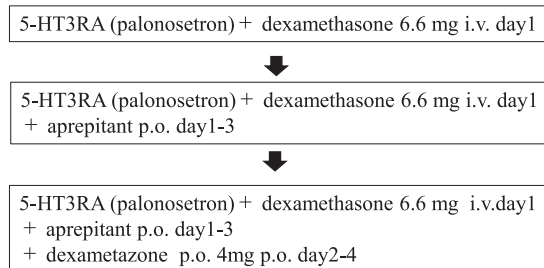 5-HT3RA (palonosetron) + dexamethasone 6.6 mg i.v. day1
5-HT3RA (palonosetron) + dexamethasone 6.6 mg i.v. day1
+ aprepitant p.o. day1-3
5-HT3RA (palonosetron) + dexamethasone 6.6 mg i.v.day1
+ aprepitant p.o. day1-3
+ dexametazone p.o. 4mg p.o. day2-4